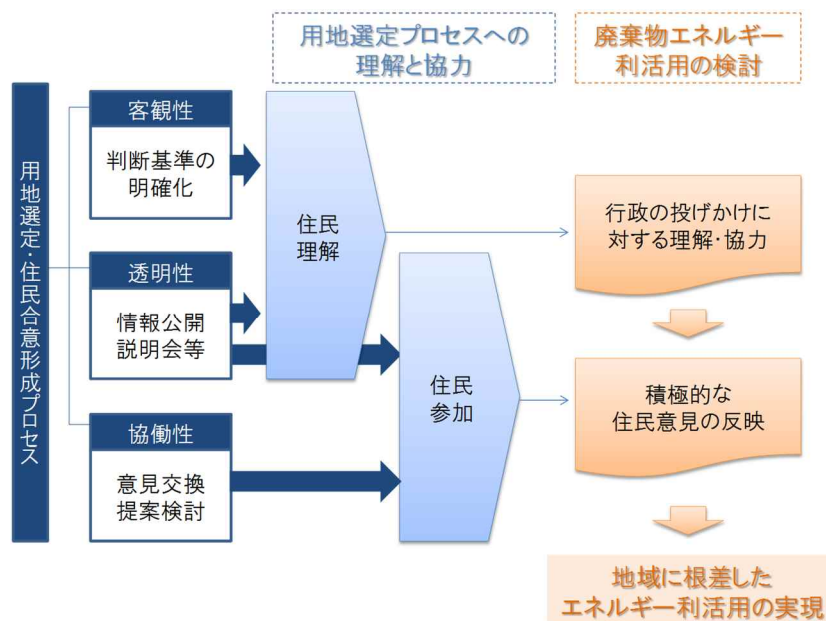 用地選定プロセスへの
理解と協力
廃棄物エネルギー
利活用の検討
用地選定・住民合意形成プロセス
客観性
判断基準の
明確化
透明性
情報公開
説明会等
協働性
意見交換
提案検討
住民
理解
住民
参加
行政の投げかけに
対する理解・協力
積極的な
住民意見の反映
地域に根差した
エネルギー利活用の実現